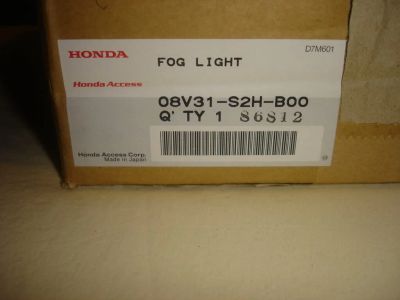 D7M601
HONDA FOG LIGHT
Honda Access
08V31-S2H-B00
Q'TY 1 86812
Honda Access Corp.
Made in Japan